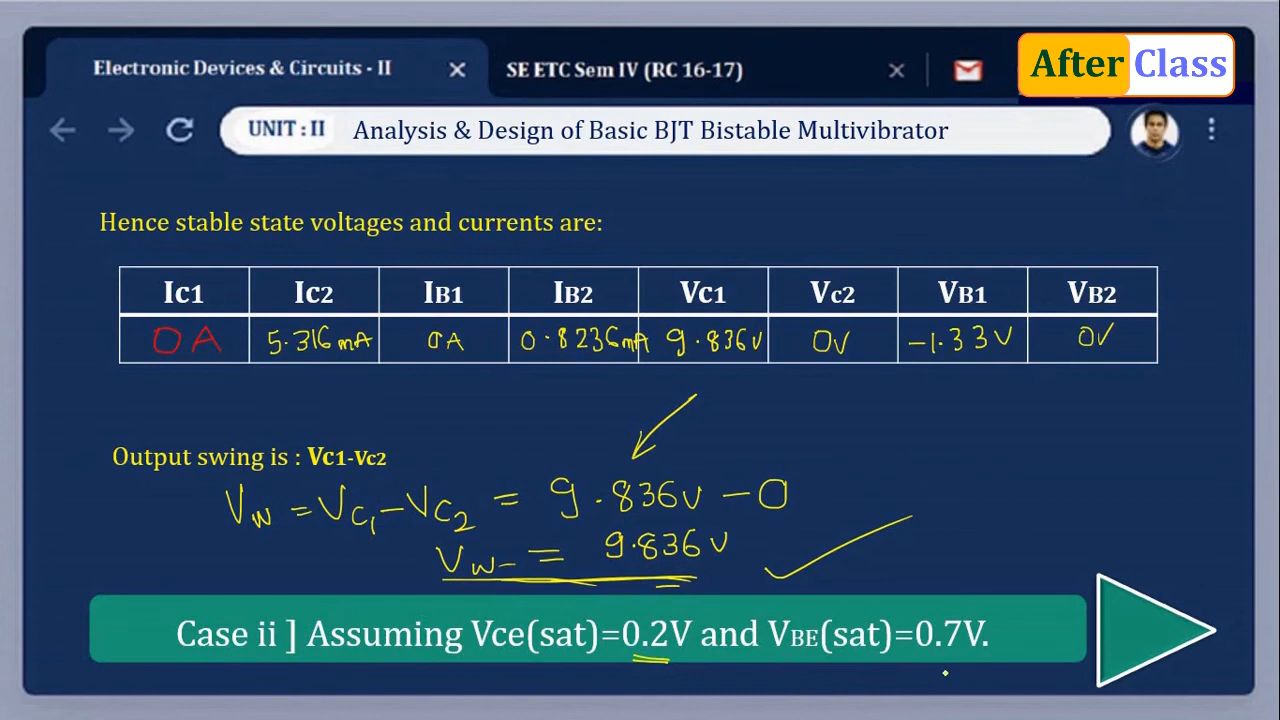 Electronic Devices & Circuits - II
SE ETC Sem IV (RC 16-17)
After Class
UNIT : II Analysis & Design of Basic BJT Bistable Multivibrator
Hence stable state voltages and currents are:
IC1 IC2 IB1 IB2 VC1 VC2 VB1 VB2
0A 5.316mA 0A 0.8236mA 9.836V 0V -1.33V 0V
Output swing is : VC1-VC2
VW = VC1 - VC2 = 9.836V - 0
VW = 9.836V
Case ii ] Assuming Vce(sat)=0.2V and VBE(sat)=0.7V.